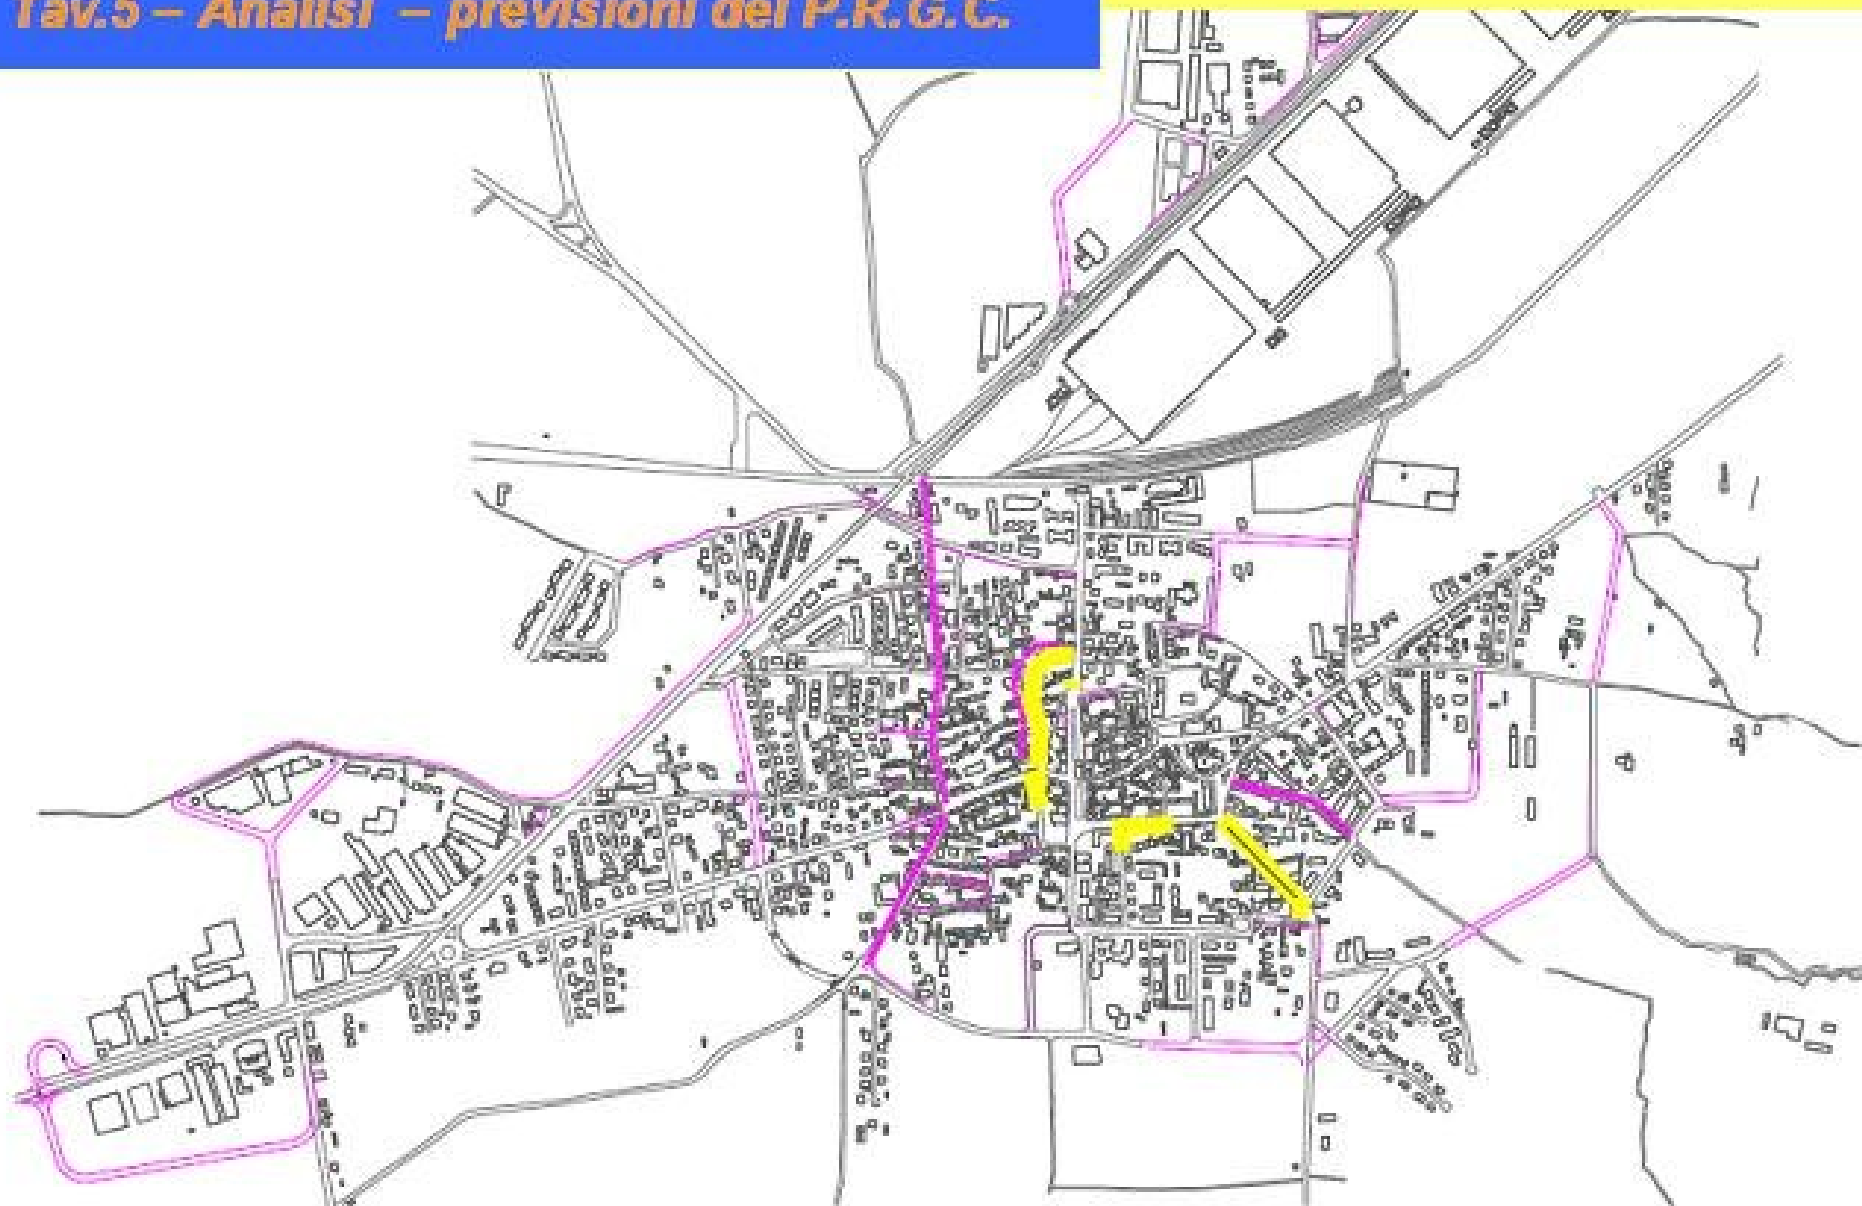 Tav.5 – Analisi – previsioni del P.R.G.C.